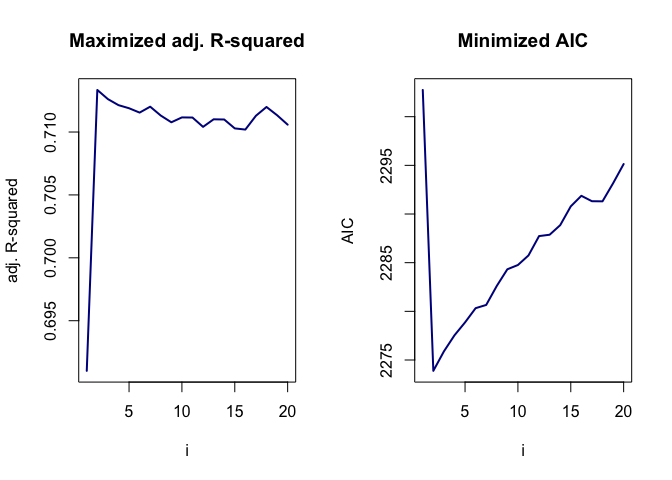 Maximized adj. R-squared
adj. R-squared
0.710
0.705
0.700
0.695
5 10 15 20
i
Minimized AIC
AIC
2295
2285
2275
5 10 15 20
i